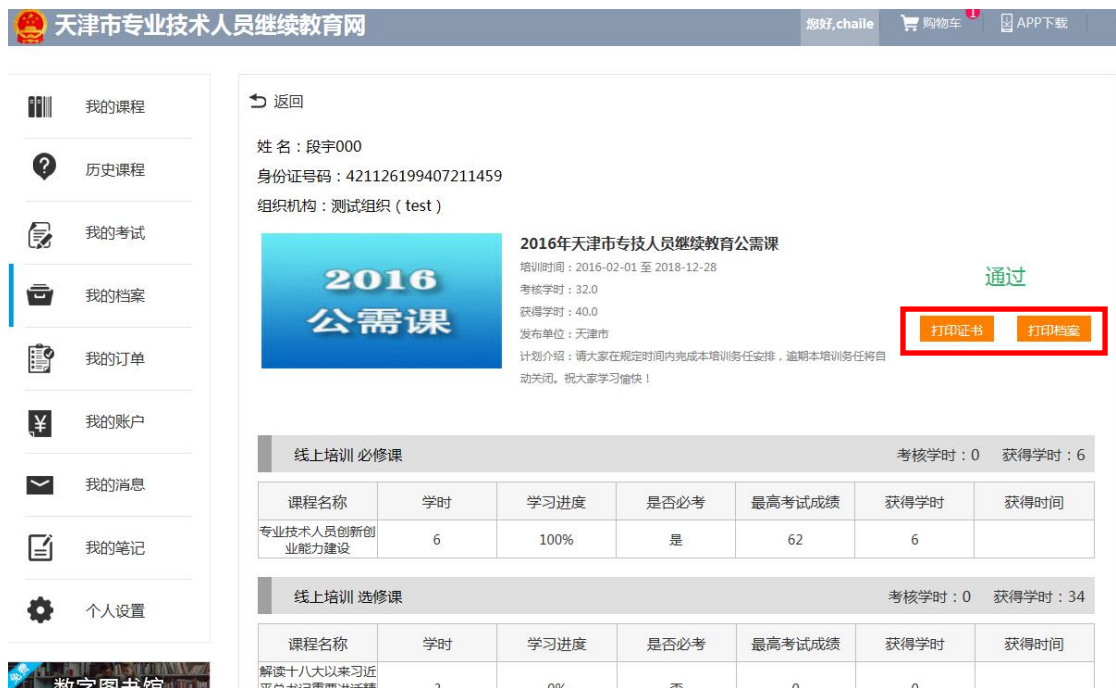 天津市专业技术人员继续教育网
您好,chaile
购物车
1
APP下载
我的课程
历史课程
我的考试
我的档案
我的订单
我的账户
我的消息
我的笔记
个人设置
免费
数字图书馆
返回
姓 名：段宇000
身份证号码：421126199407211459
组织机构：测试组织（test）
2016
公需课
2016年天津市专技人员继续教育公需课
培训时间：2016-02-01 至 2018-12-28
考核学时：32.0
获得学时：40.0
发布单位：天津市
计划介绍：请大家在规定时间内完成本培训务任安排，逾期本培训务任将自
动关闭。祝大家学习愉快！
通过
打印证书 打印档案
线上培训 必修课 考核学时：0 获得学时：6
课程名称 学时 学习进度 是否必考 最高考试成绩 获得学时 获得时间
专业技术人员创新创
业能力建设 6 100% 是 62 6
线上培训 选修课 考核学时：0 获得学时：34
课程名称 学时 学习进度 是否必考 最高考试成绩 获得学时 获得时间
解读十八大以来习近